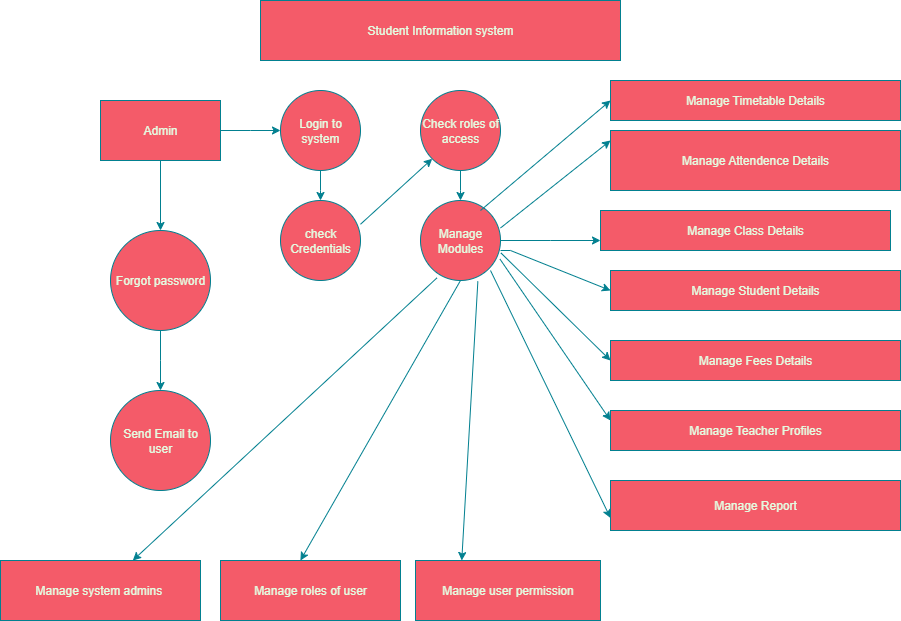 Student Information system
Admin
Login to
system
Check roles of
access
Manage Timetable Details
Manage Attendence Details
check
Credentials
Manage
Modules
Manage Class Details
Forgot password
Manage Student Details
Manage Fees Details
Send Email to
user
Manage Teacher Profiles
Manage Report
Manage system admins
Manage roles of user
Manage user permission